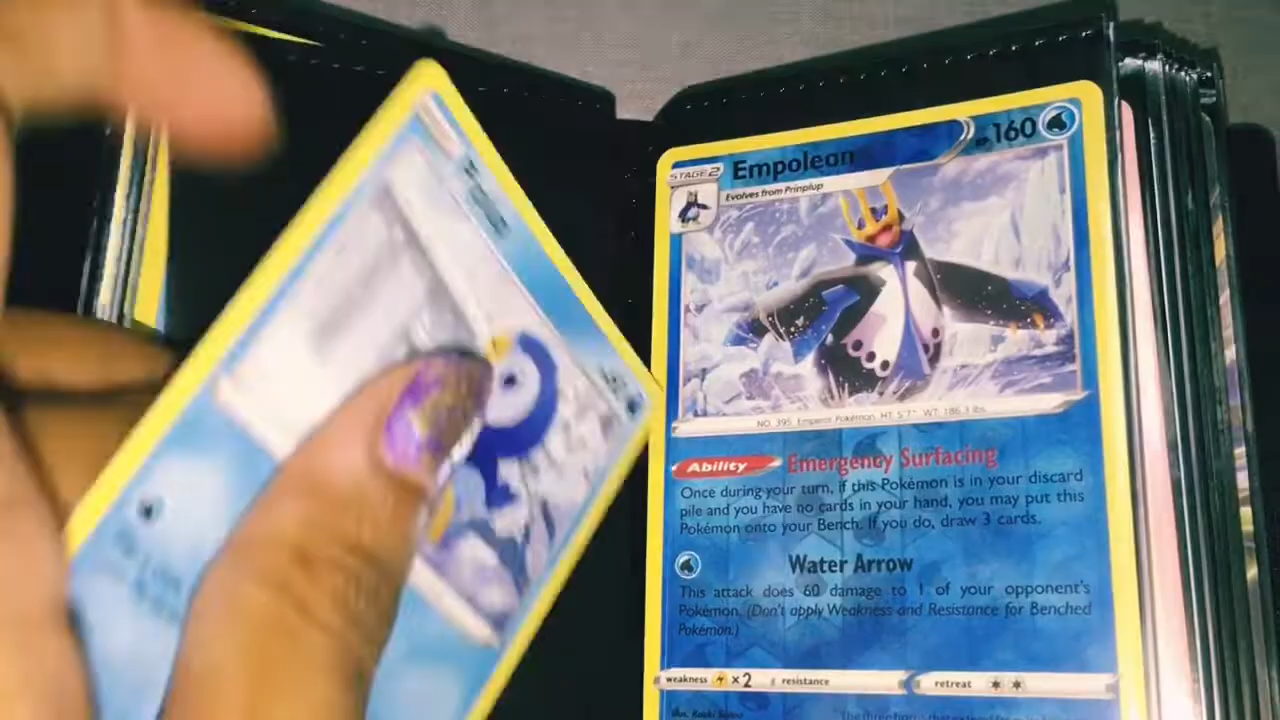 STAGE 2
Empoleon
HP 160
Evolves from Prinplup
NO. 395 Emperor Pokémon HT: 5'7" WT: 186.3 lbs.
Ability Emergency Surfacing
Once during your turn, if this Pokémon is in your discard
pile and you have no cards in your hand, you may put this
Pokémon onto your Bench. If you do, draw 3 cards.
Water Arrow
This attack does 60 damage to 1 of your opponent's
Pokémon. (Don't apply Weakness and Resistance for Benched
Pokémon.)
weakness ×2 resistance retreat